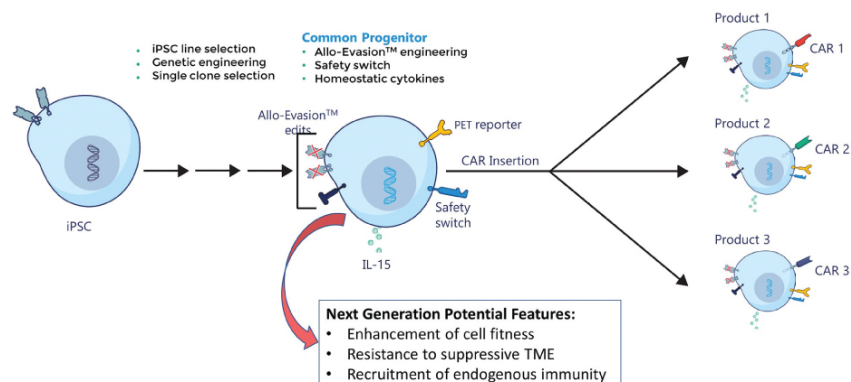 • iPSC line selection
• Genetic engineering
• Single clone selection
Common Progenitor
• Allo-Evasion™ engineering
• Safety switch
• Homeostatic cytokines
iPSC
Allo-Evasion™
edits
PET reporter
CAR Insertion
Safety
switch
IL-15
Product 1
CAR 1
Product 2
CAR 2
Product 3
CAR 3
Next Generation Potential Features:
• Enhancement of cell fitness
• Resistance to suppressive TME
• Recruitment of endogenous immunity